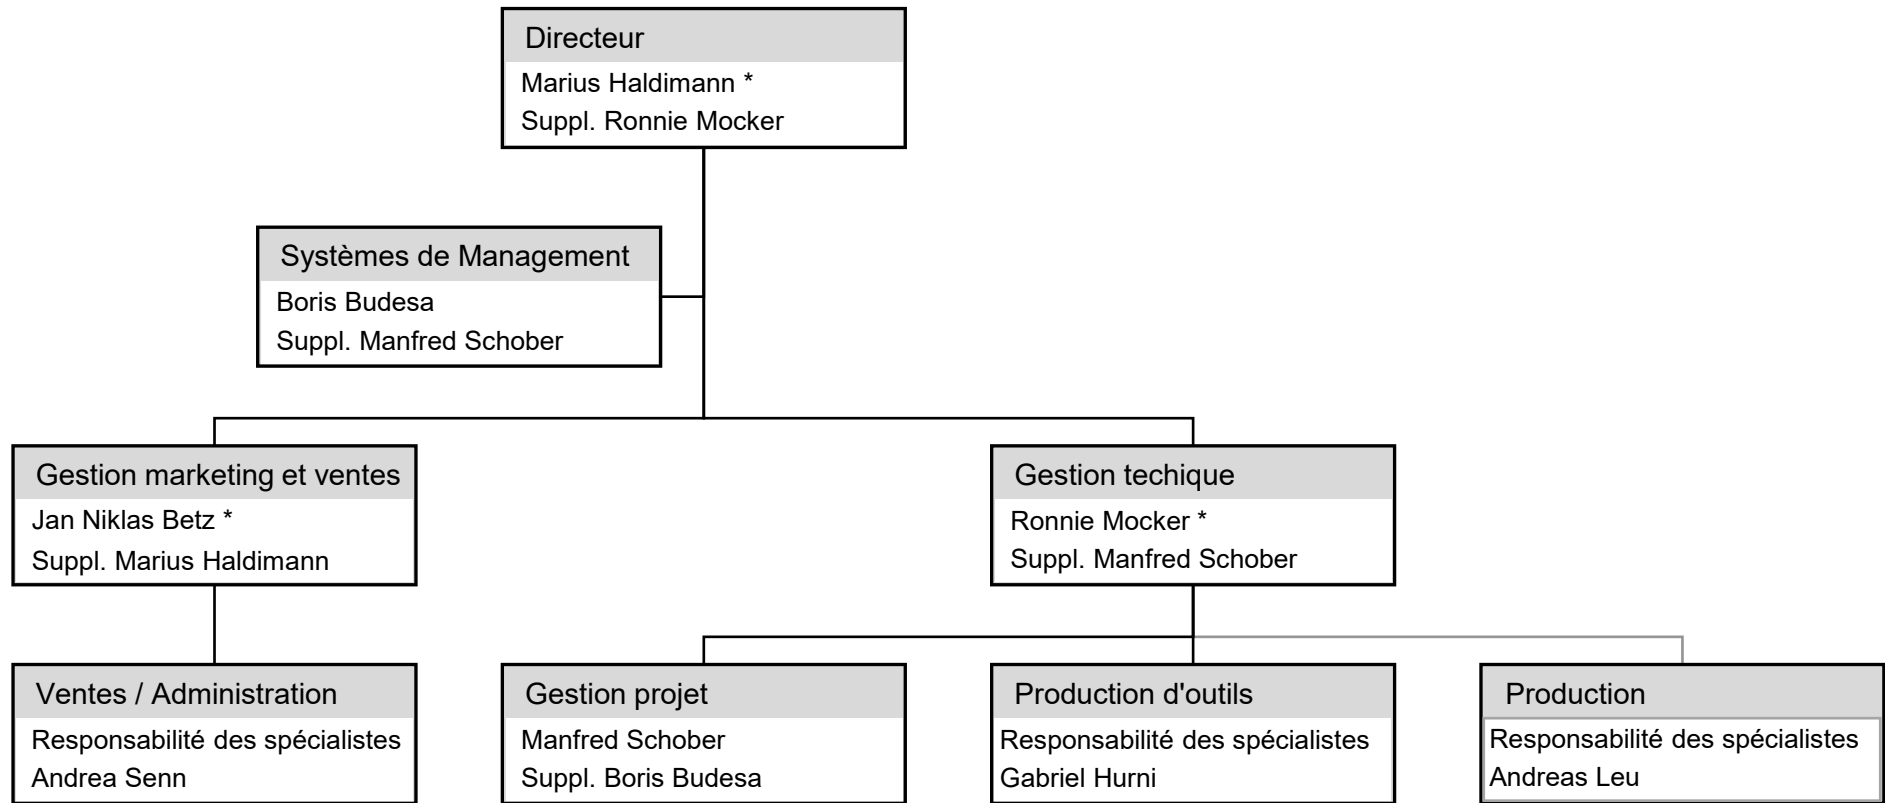 Directeur
Marius Haldimann *
Suppl. Ronnie Mocker
Systèmes de Management
Boris Budesa
Suppl. Manfred Schober
Gestion marketing et ventes
Jan Niklas Betz *
Suppl. Marius Haldimann
Gestion techique
Ronnie Mocker *
Suppl. Manfred Schober
Ventes / Administration
Responsabilité des spécialistes
Andrea Senn
Gestion projet
Manfred Schober
Suppl. Boris Budesa
Production d'outils
Responsabilité des spécialistes
Gabriel Hurni
Production
Responsabilité des spécialistes
Andreas Leu